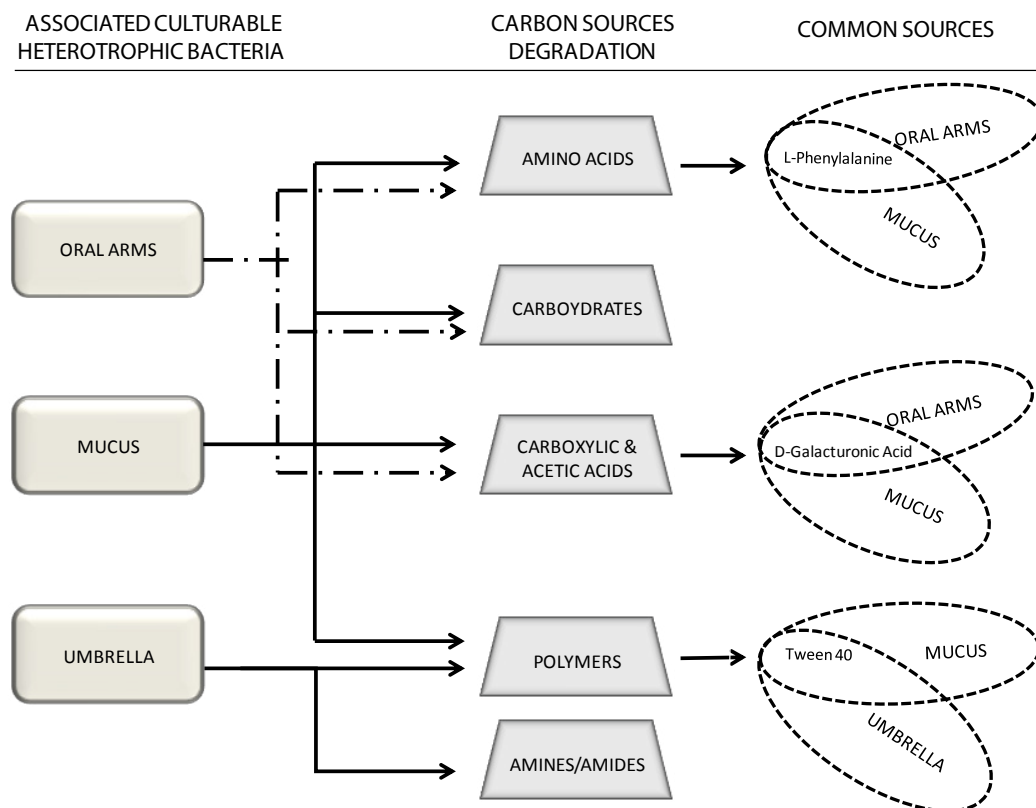 ASSOCIATED CULTURABLE
HETEROTROPHIC BACTERIA
CARBON SOURCES
DEGRADATION
COMMON SOURCES
ORAL ARMS
MUCUS
UMBRELLA
AMINO ACIDS
CARBOYDRATES
CARBOXYLIC &
ACETIC ACIDS
POLYMERS
AMINES/AMIDES
ORAL ARMS
L-Phenylalanine
MUCUS
ORAL ARMS
D-Galacturonic Acid
MUCUS
Tween 40
MUCUS
UMBRELLA